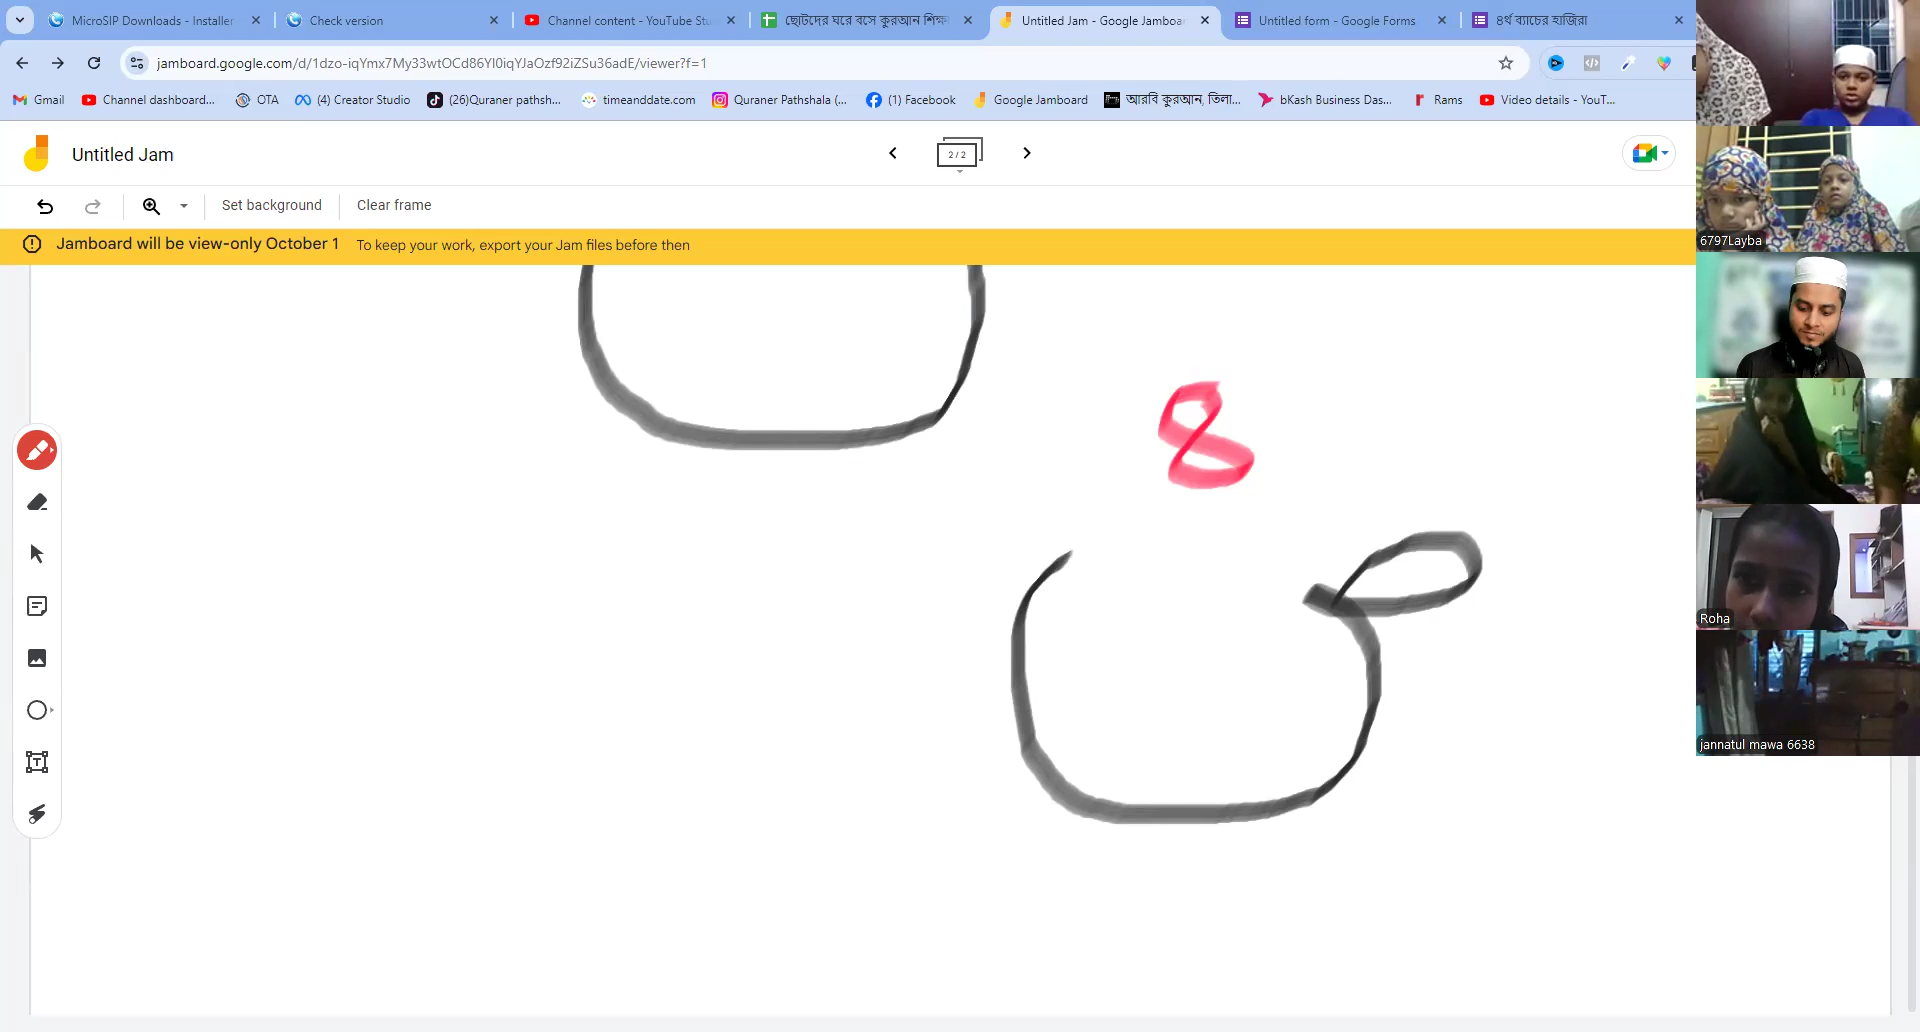 MicroSIP Downloads - Installer
Check version
Channel content - YouTube Stu
ছোটদের ঘরে বসে কুরআন শিক্ষ
Untitled Jam - Google Jamboar
Untitled form - Google Forms
৪র্থ ব্যাচের হাজিরা
jamboard.google.com/d/1dzo-iqYmx7My33wtOCd86Yl0iqYJaOzf92iZSu36adE/viewer?f=1
Gmail
Channel dashboard...
OTA
(4) Creator Studio
(26)Quraner pathsh...
timeanddate.com
Quraner Pathshala (...
(1) Facebook
Google Jamboard
আরবি কুরআন, তিলা...
bKash Business Das...
Rams
Video details - YouT...
Untitled Jam
2 / 2
Set background
Clear frame
Jamboard will be view-only October 1 To keep your work, export your Jam files before then
8
6797Layba
Roha
jannatul mawa 6638